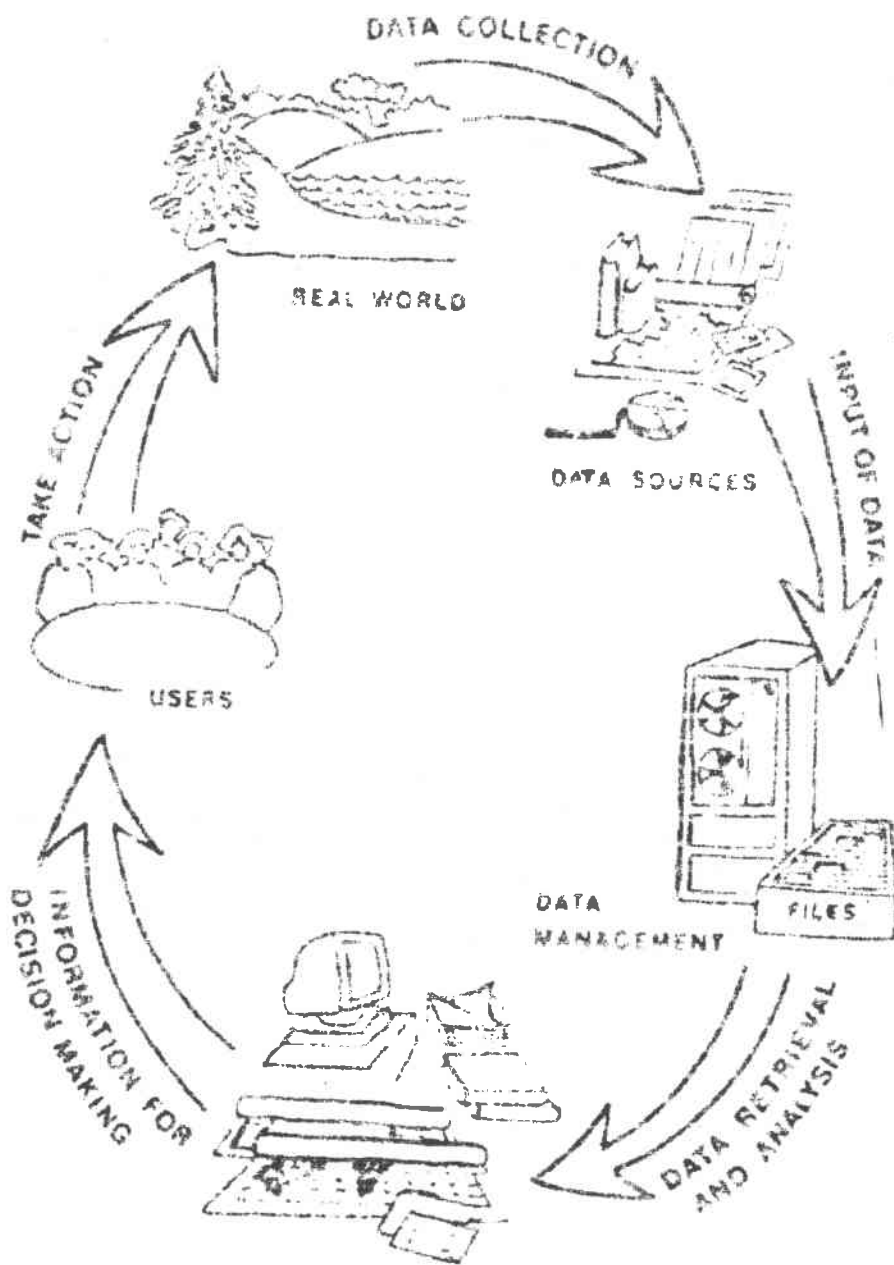 DATA COLLECTION
REAL WORLD
DATA SOURCES
INPUT OF DATA
TAKE ACTION
USERS
FILES
DATA
MANAGEMENT
DATA RETRIEVAL
AND ANALYSIS
INFORMATION FOR
DECISION MAKING